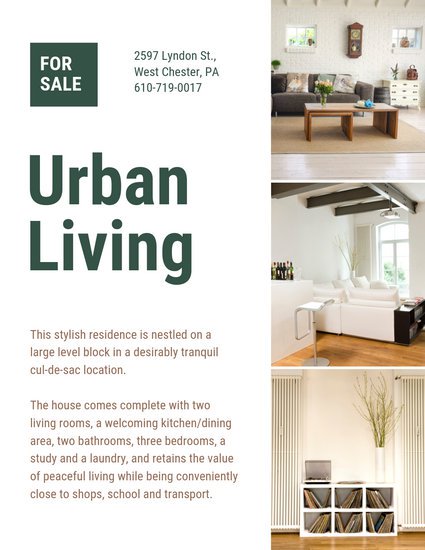 FOR
SALE
2597 Lyndon St.,
West Chester, PA
610-719-0017
Urban
Living
This stylish residence is nestled on a
large level block in a desirably tranquil
cul-de-sac location.
The house comes complete with two
living rooms, a welcoming kitchen/dining
area, two bathrooms, three bedrooms, a
study and a laundry, and retains the value
of peaceful living while being conveniently
close to shops, school and transport.